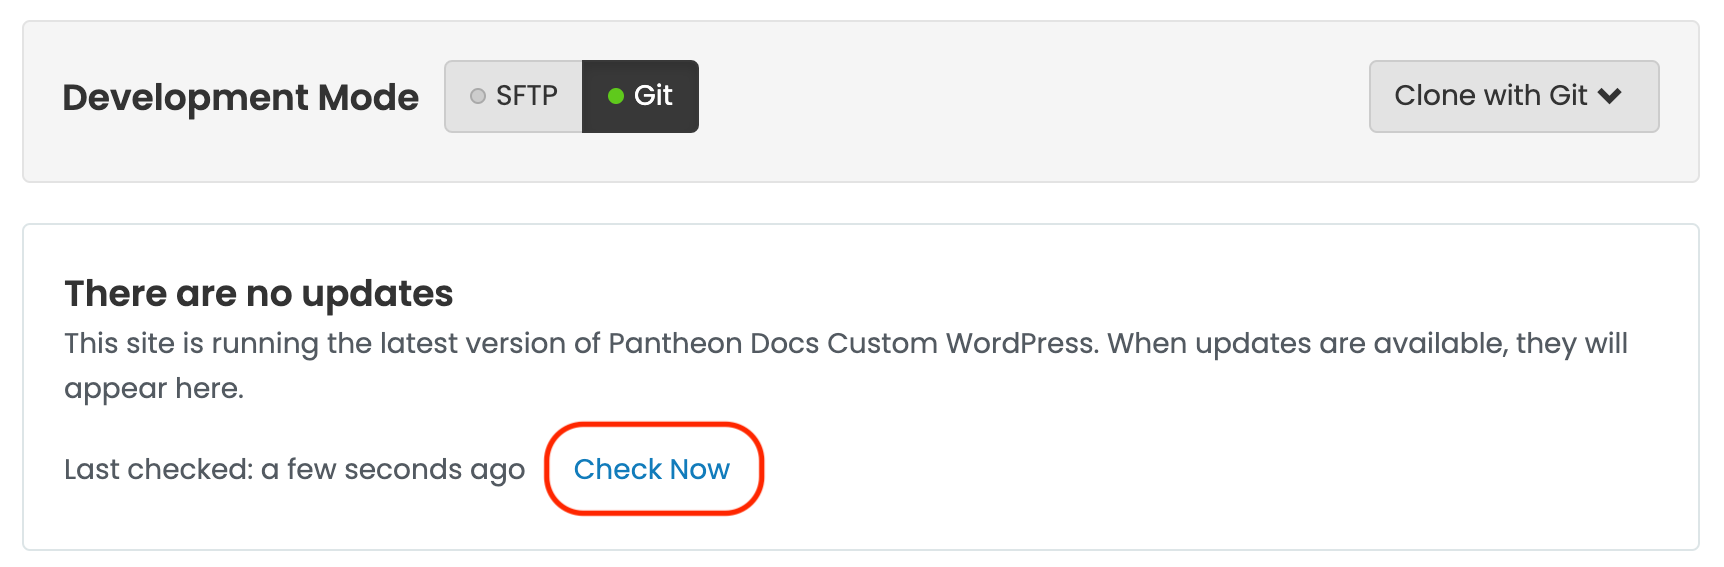 Development Mode
SFTP
Git
Clone with Git
There are no updates
This site is running the latest version of Pantheon Docs Custom WordPress. When updates are available, they will
appear here.
Last checked: a few seconds ago
Check Now